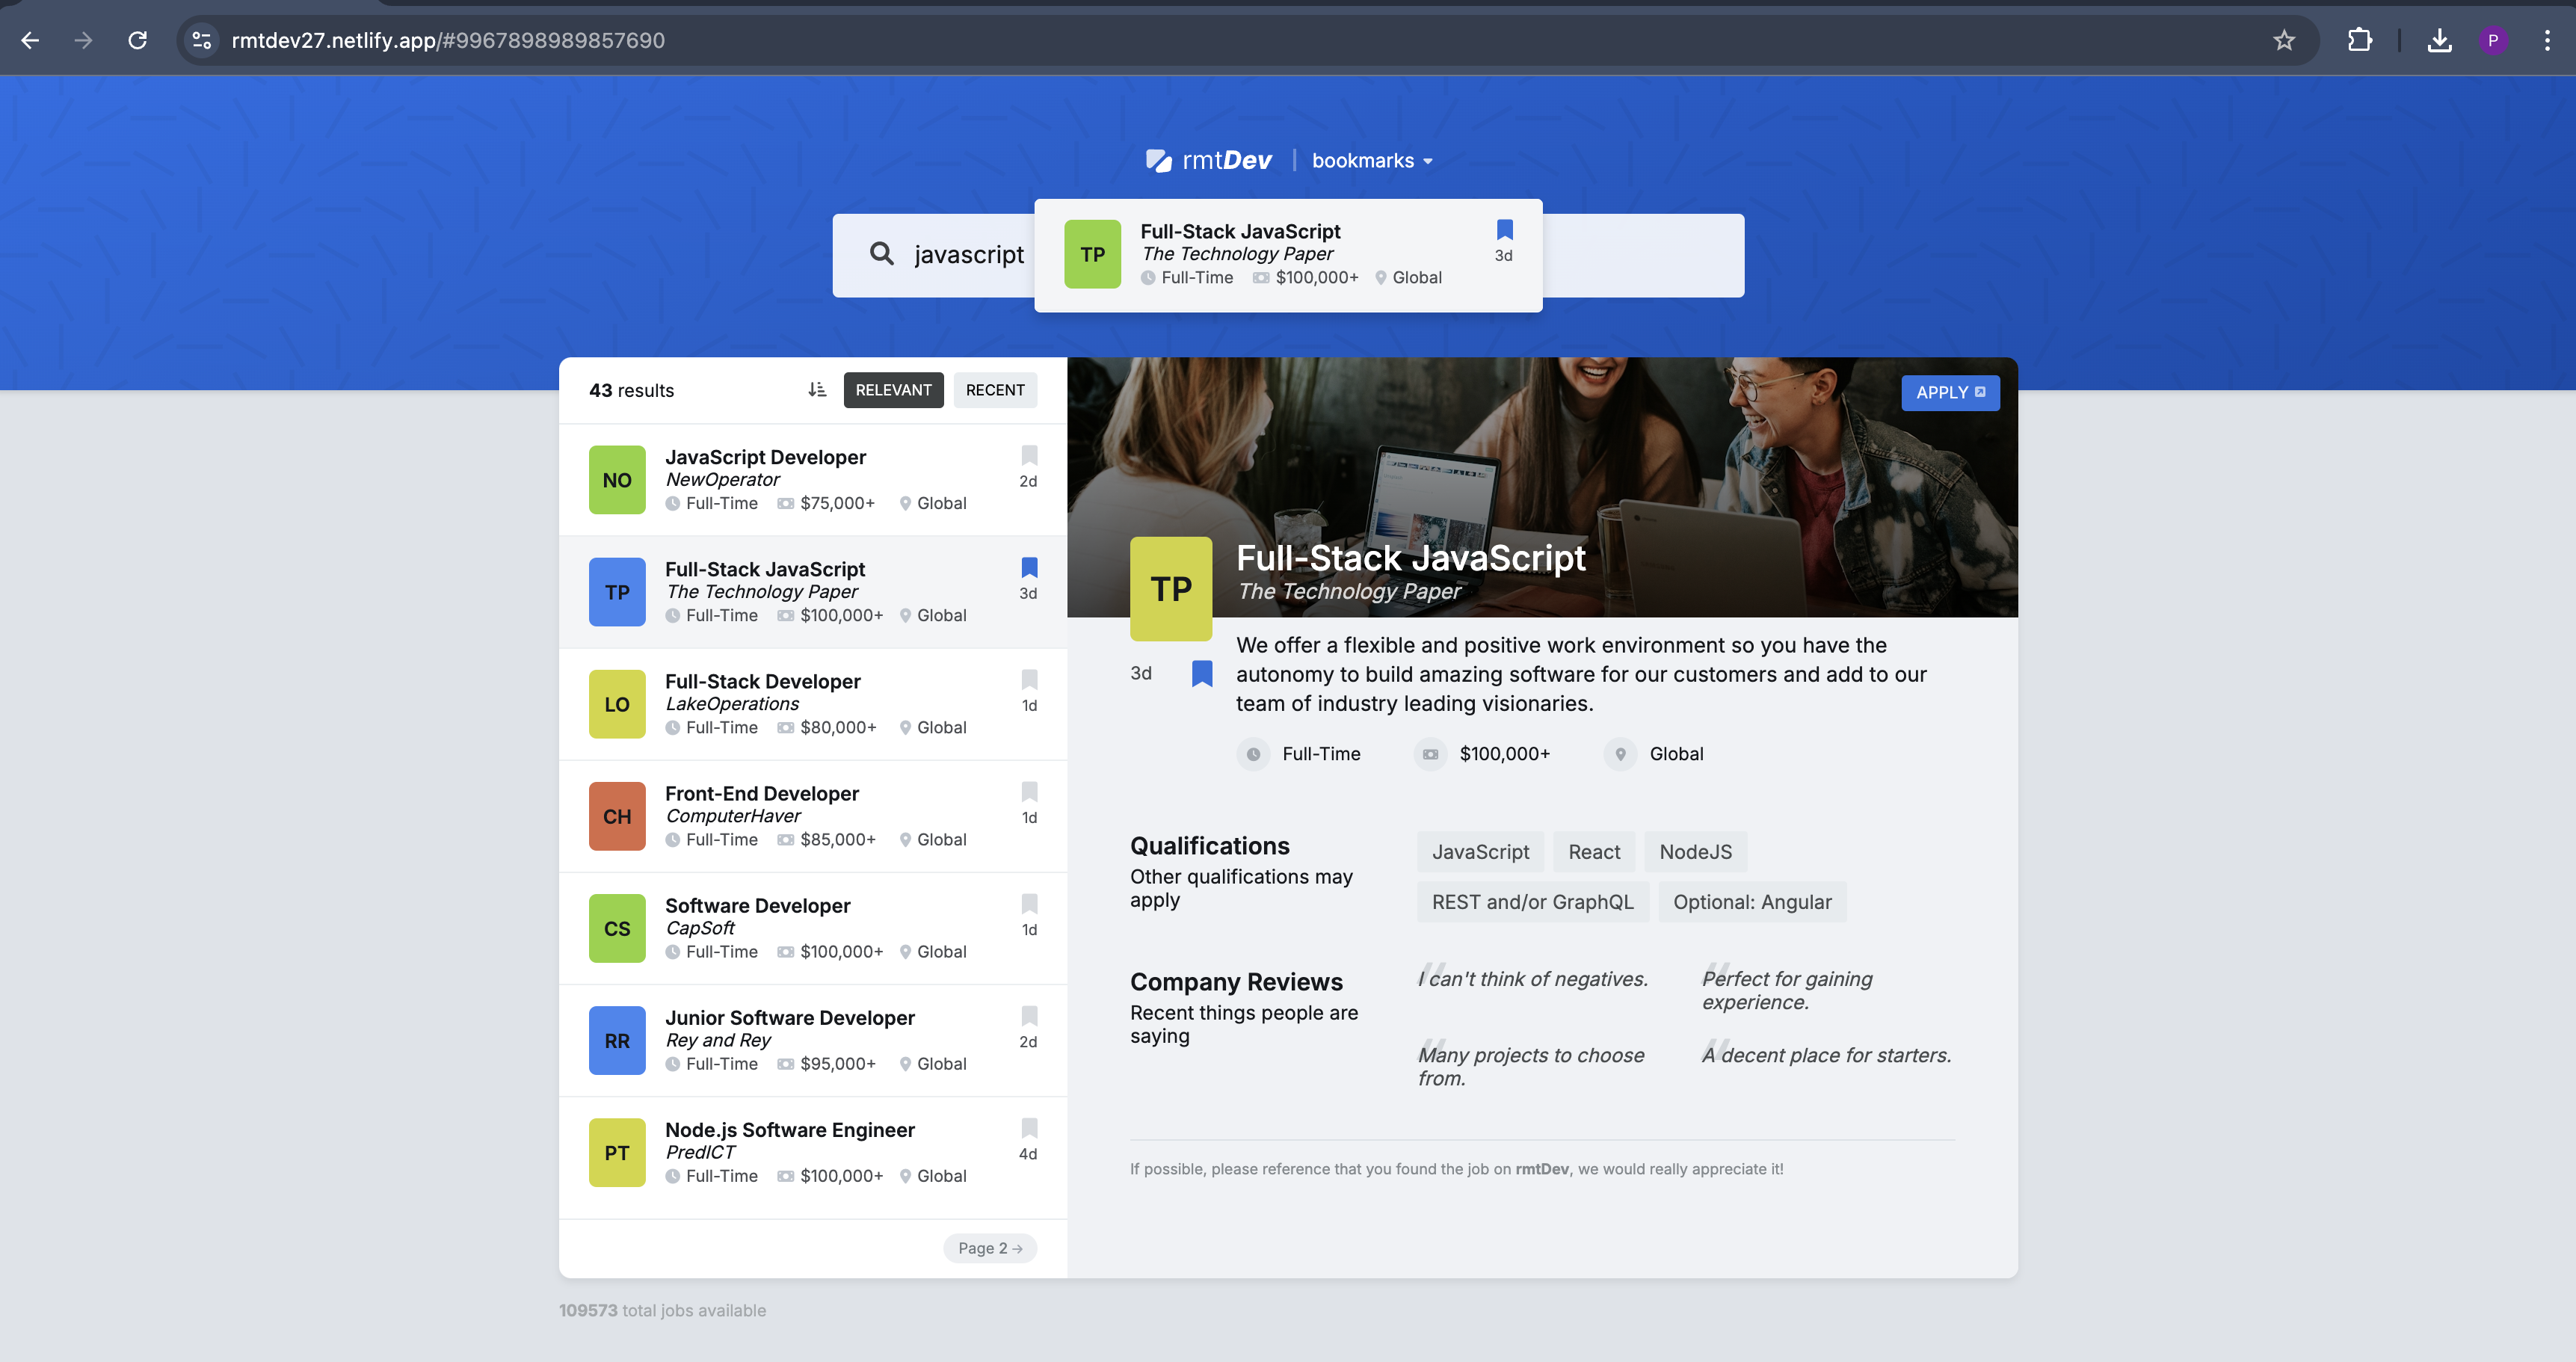 rmtdev27.netlify.app/#9967898989857690
P
rmtDev
bookmarks
javascript
TP
Full-Stack JavaScript
The Technology Paper
Full-Time $100,000+ Global
3d
43 results
RELEVANT RECENT
NO
JavaScript Developer
NewOperator
Full-Time $75,000+ Global
2d
TP
Full-Stack JavaScript
The Technology Paper
Full-Time $100,000+ Global
3d
LO
Full-Stack Developer
LakeOperations
Full-Time $80,000+ Global
1d
CH
Front-End Developer
ComputerHaver
Full-Time $85,000+ Global
1d
CS
Software Developer
CapSoft
Full-Time $100,000+ Global
1d
RR
Junior Software Developer
Rey and Rey
Full-Time $95,000+ Global
2d
PT
Node.js Software Engineer
PredICT
Full-Time $100,000+ Global
4d
Page 2 →
APPLY
TP
Full-Stack JavaScript
The Technology Paper
3d
We offer a flexible and positive work environment so you have the
autonomy to build amazing software for our customers and add to our
team of industry leading visionaries.
Full-Time $100,000+ Global
Qualifications
Other qualifications may
apply
JavaScript React NodeJS
REST and/or GraphQL Optional: Angular
Company Reviews
Recent things people are
saying
I can't think of negatives.
Perfect for gaining
experience.
Many projects to choose
from.
A decent place for starters.
If possible, please reference that you found the job on rmtDev, we would really appreciate it!
109573 total jobs available